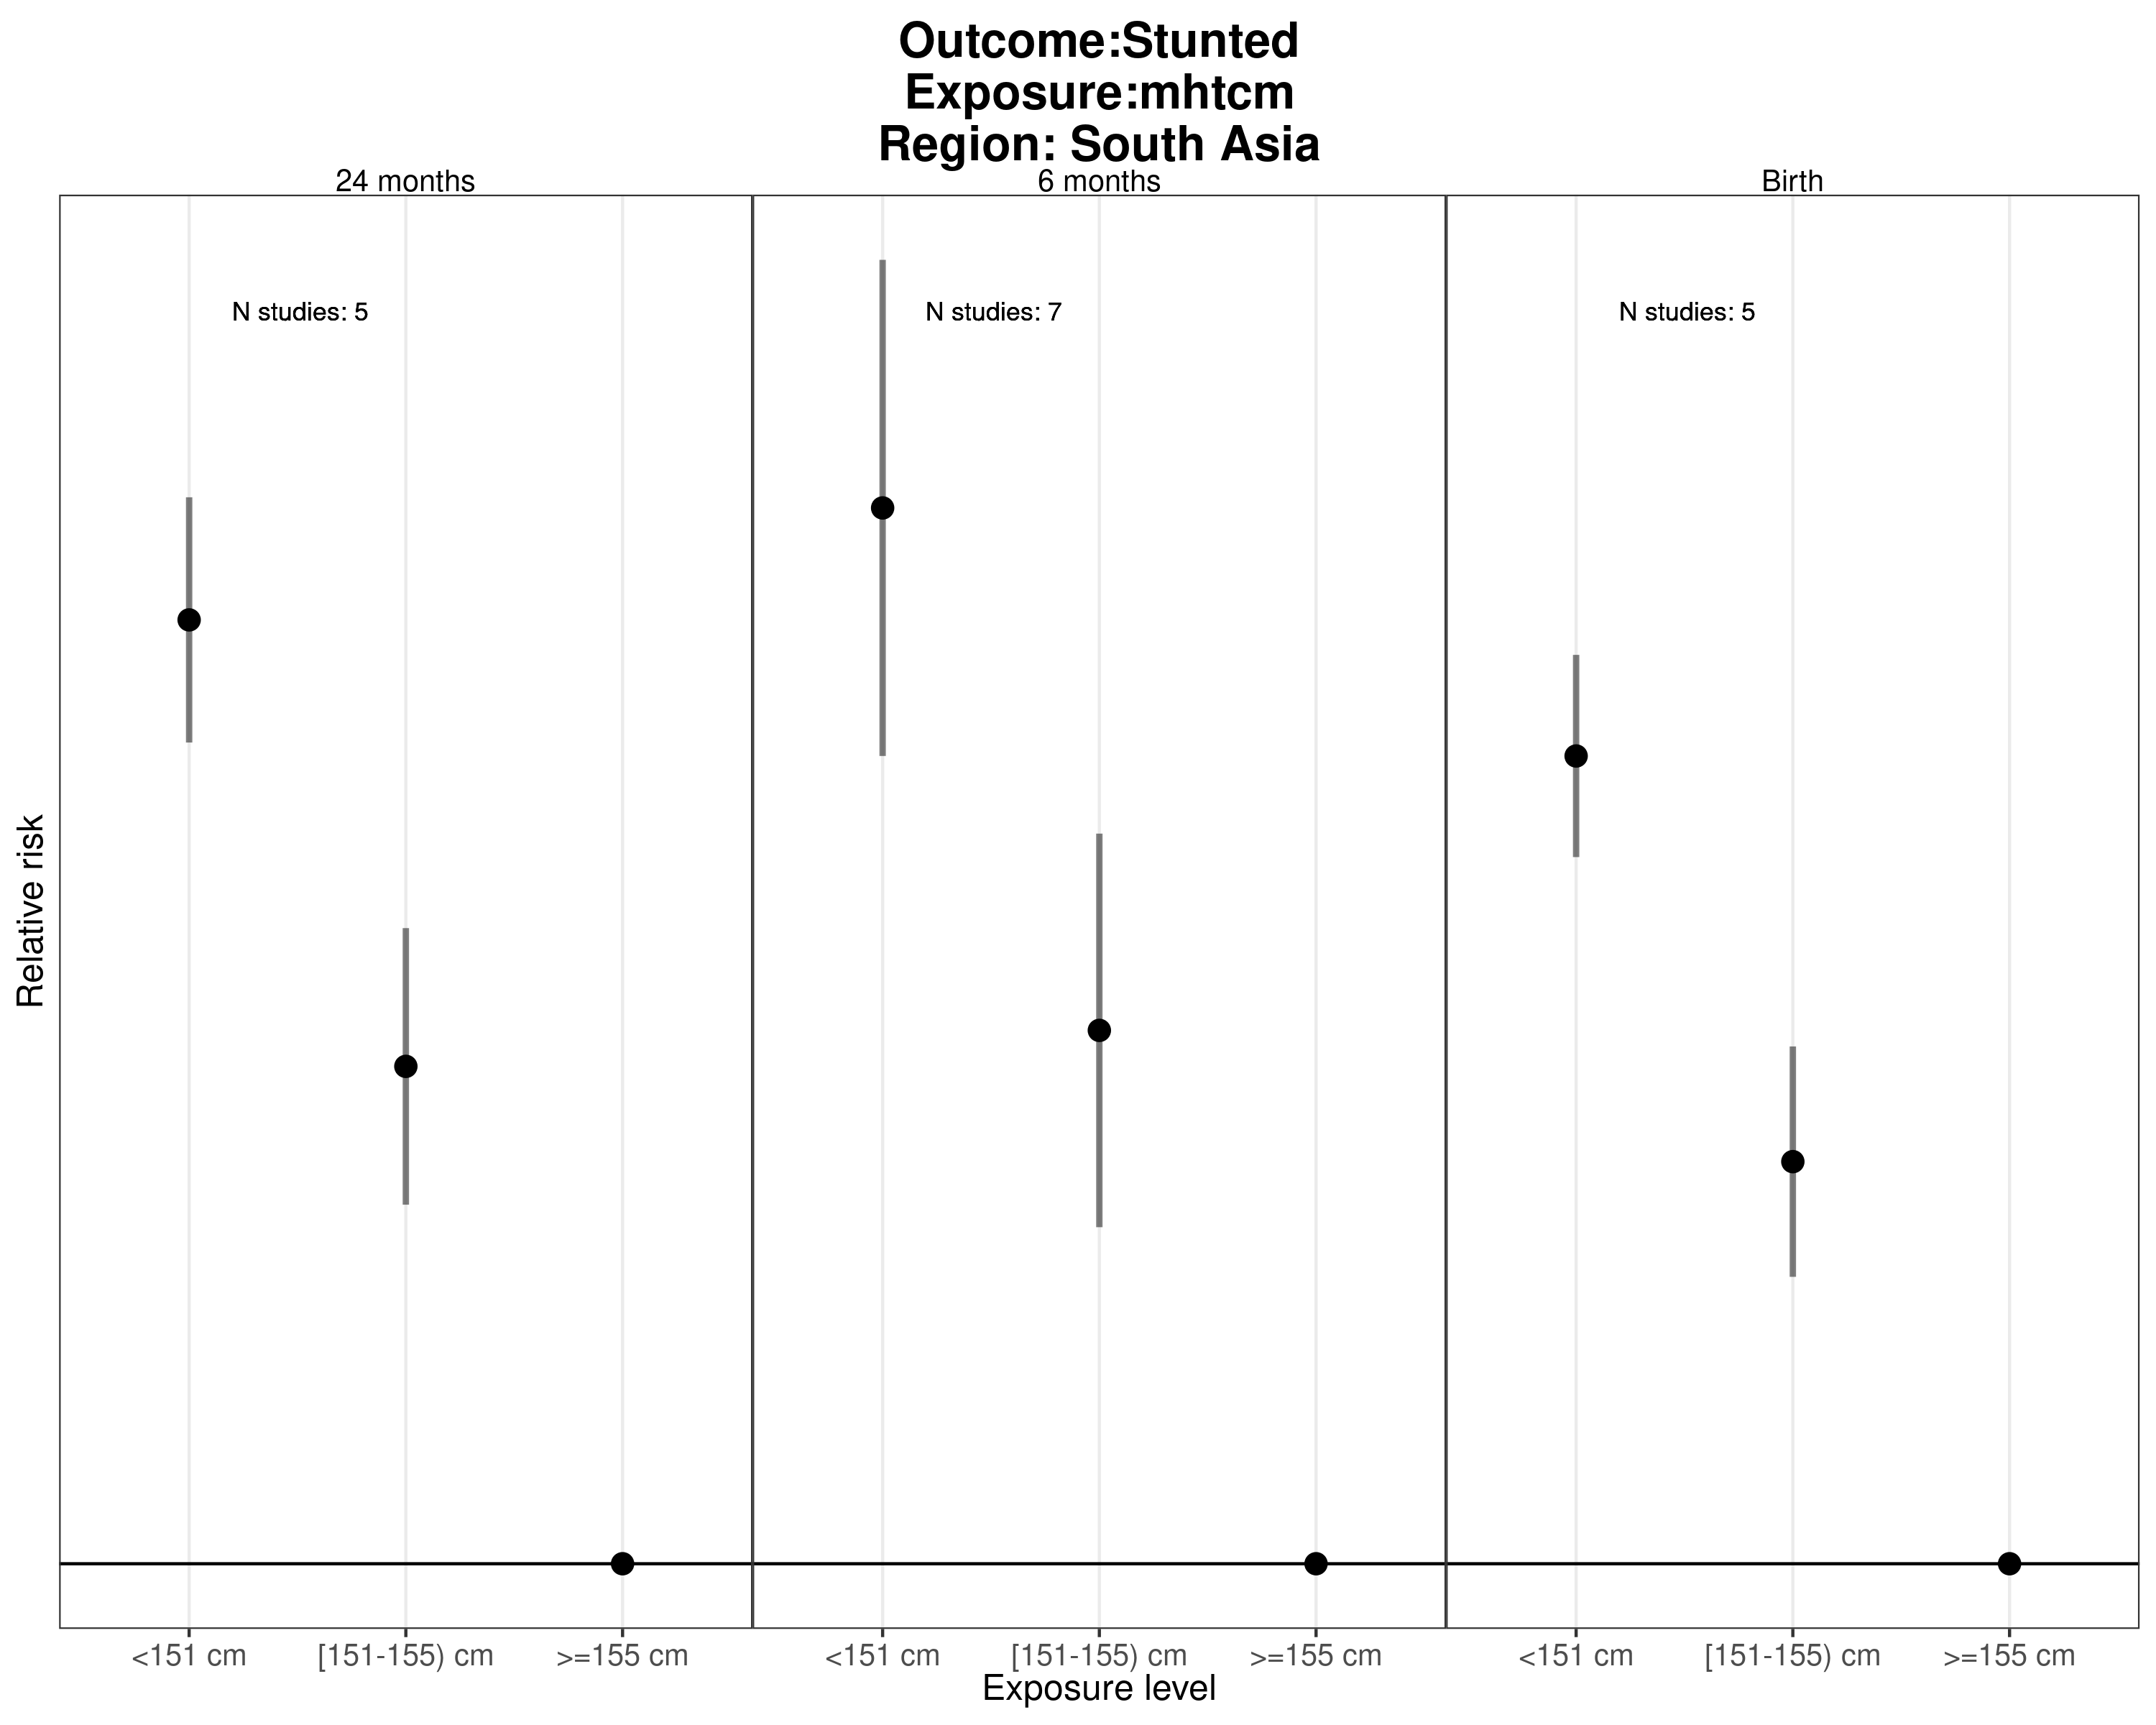 Outcome:Stunted
Exposure:mhtcm
Region: South Asia
24 months
6 months
Birth
N studies: 5
N studies: 7
N studies: 5
Relative risk
<151 cm
[151-155) cm
>=155 cm
<151 cm
[151-155) cm
>=155 cm
<151 cm
[151-155) cm
>=155 cm
Exposure level